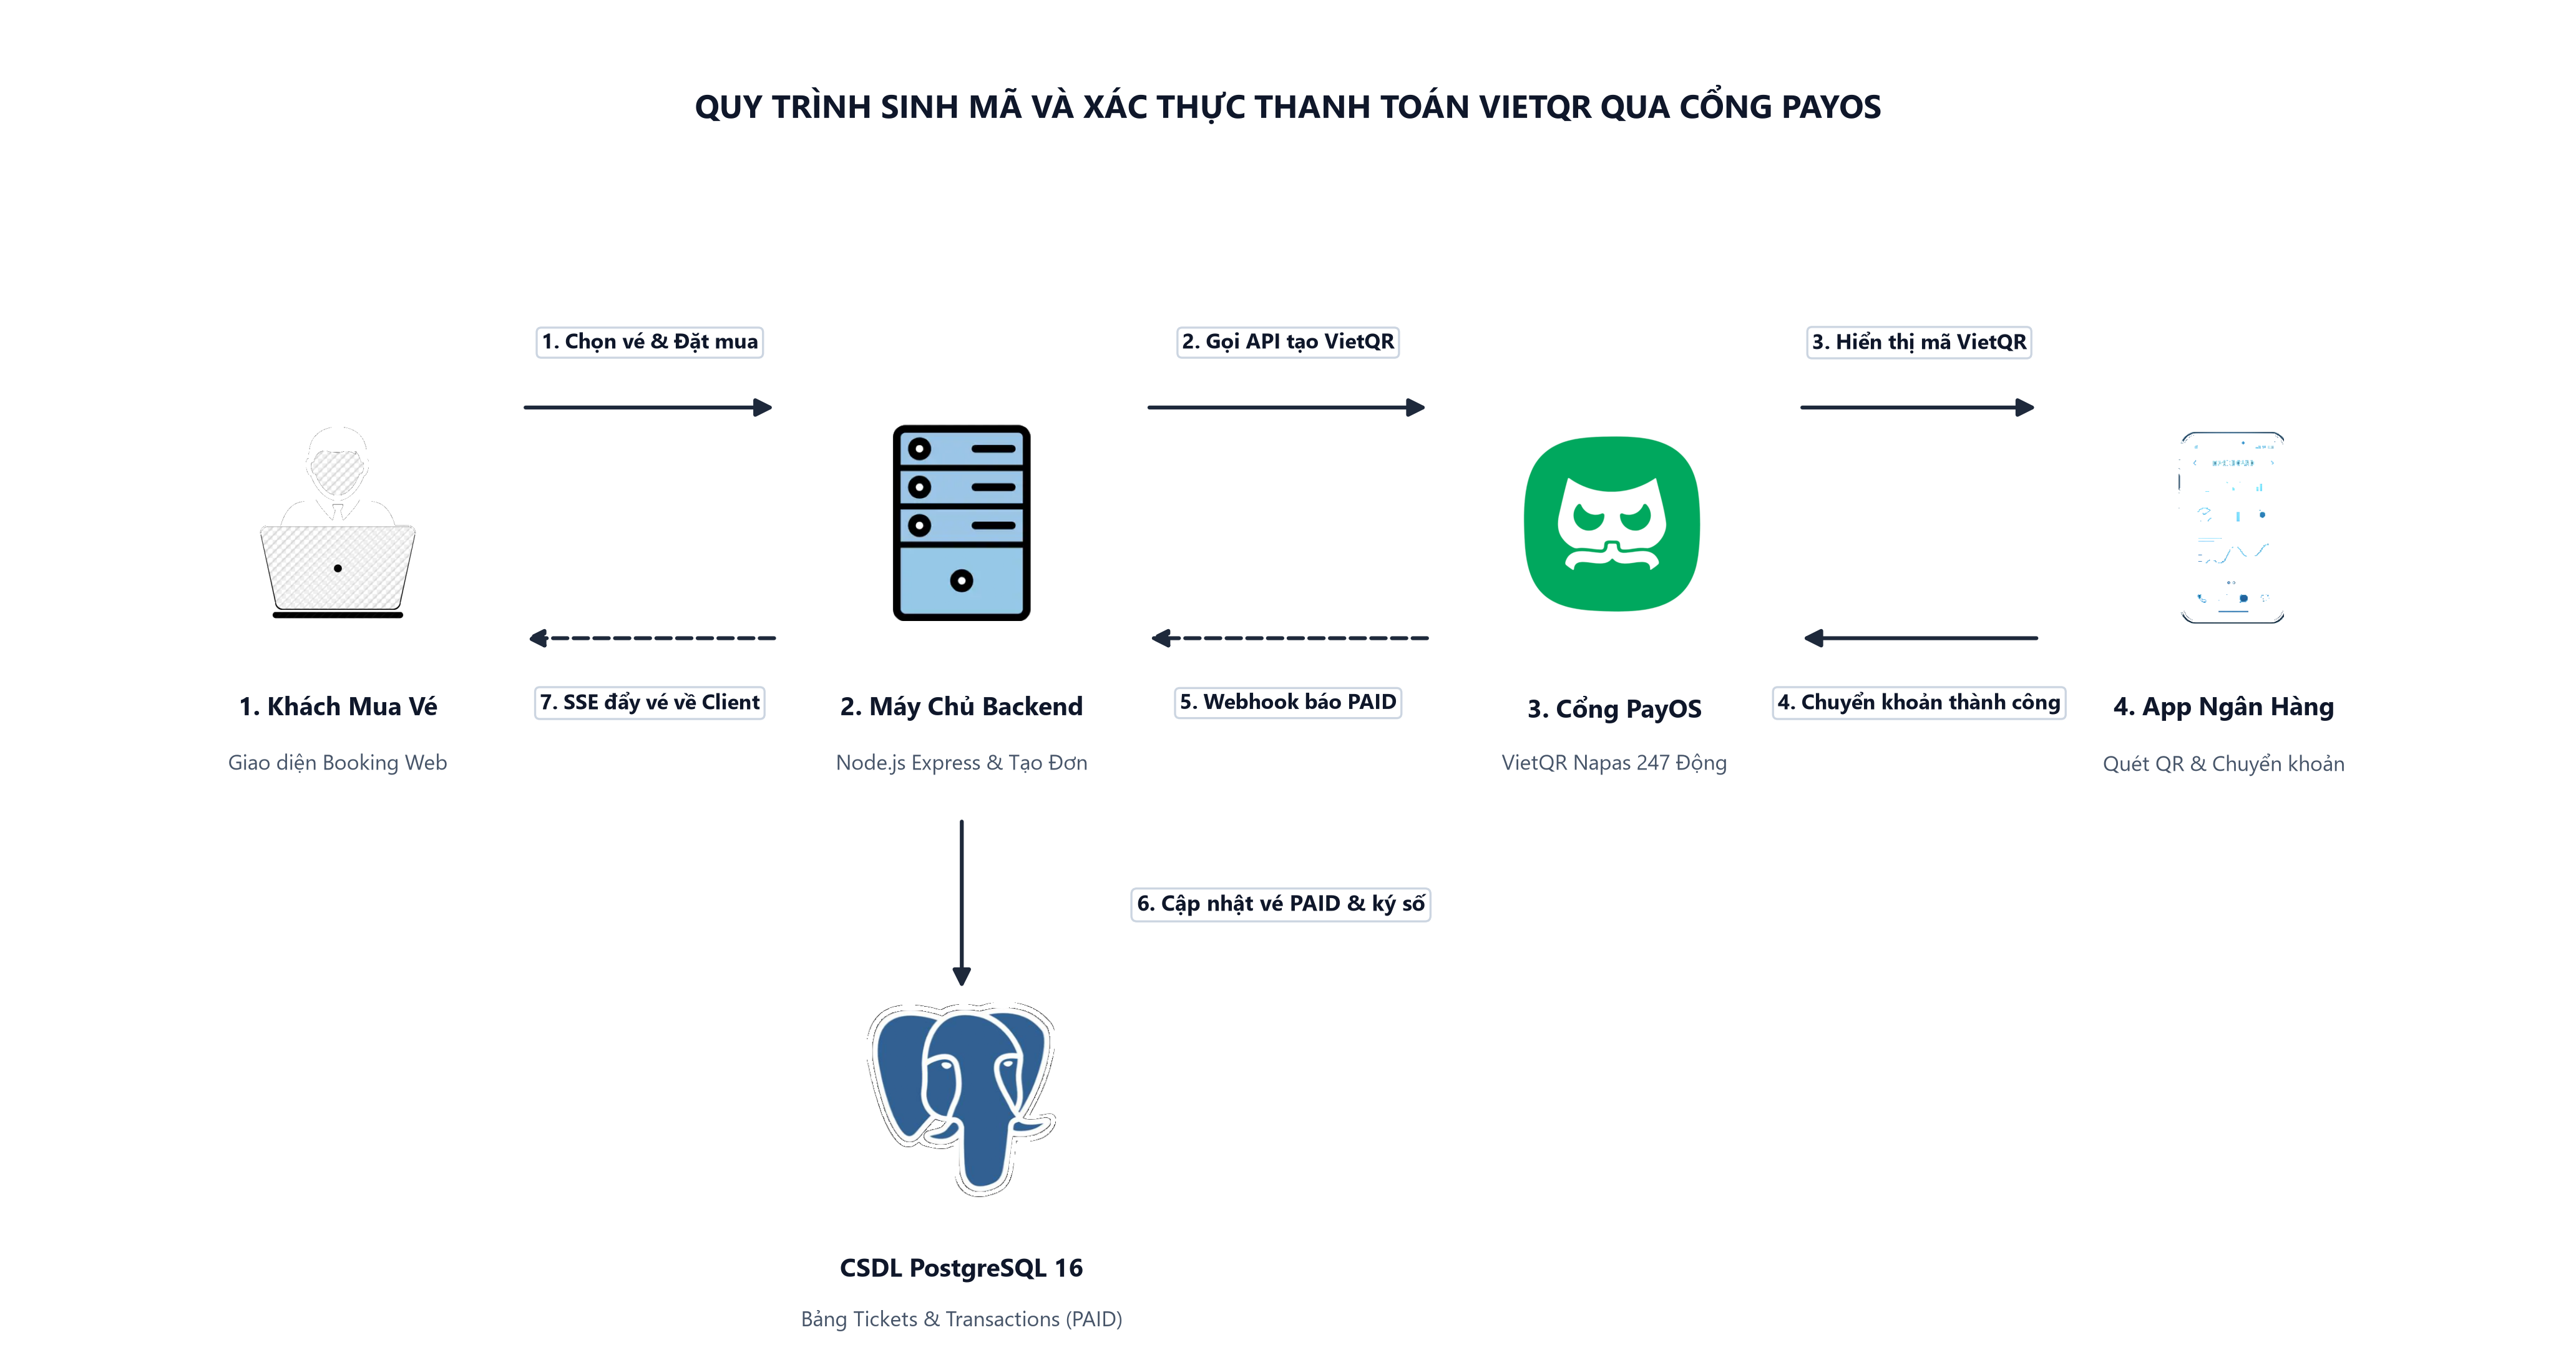 QUY TRÌNH SINH MÃ VÀ XÁC THỰC THANH TOÁN VIETQR QUA CỔNG PAYOS
1. Chọn vé & Đặt mua
2. Gọi API tạo VietQR
3. Hiển thị mã VietQR
1. Khách Mua Vé
Giao diện Booking Web
7. SSE đẩy vé về Client
2. Máy Chủ Backend
Node.js Express & Tạo Đơn
5. Webhook báo PAID
3. Cổng PayOS
VietQR Napas 247 Động
4. Chuyển khoản thành công
4. App Ngân Hàng
Quét QR & Chuyển khoản
6. Cập nhật vé PAID & ký số
CSDL PostgreSQL 16
Bảng Tickets & Transactions (PAID)